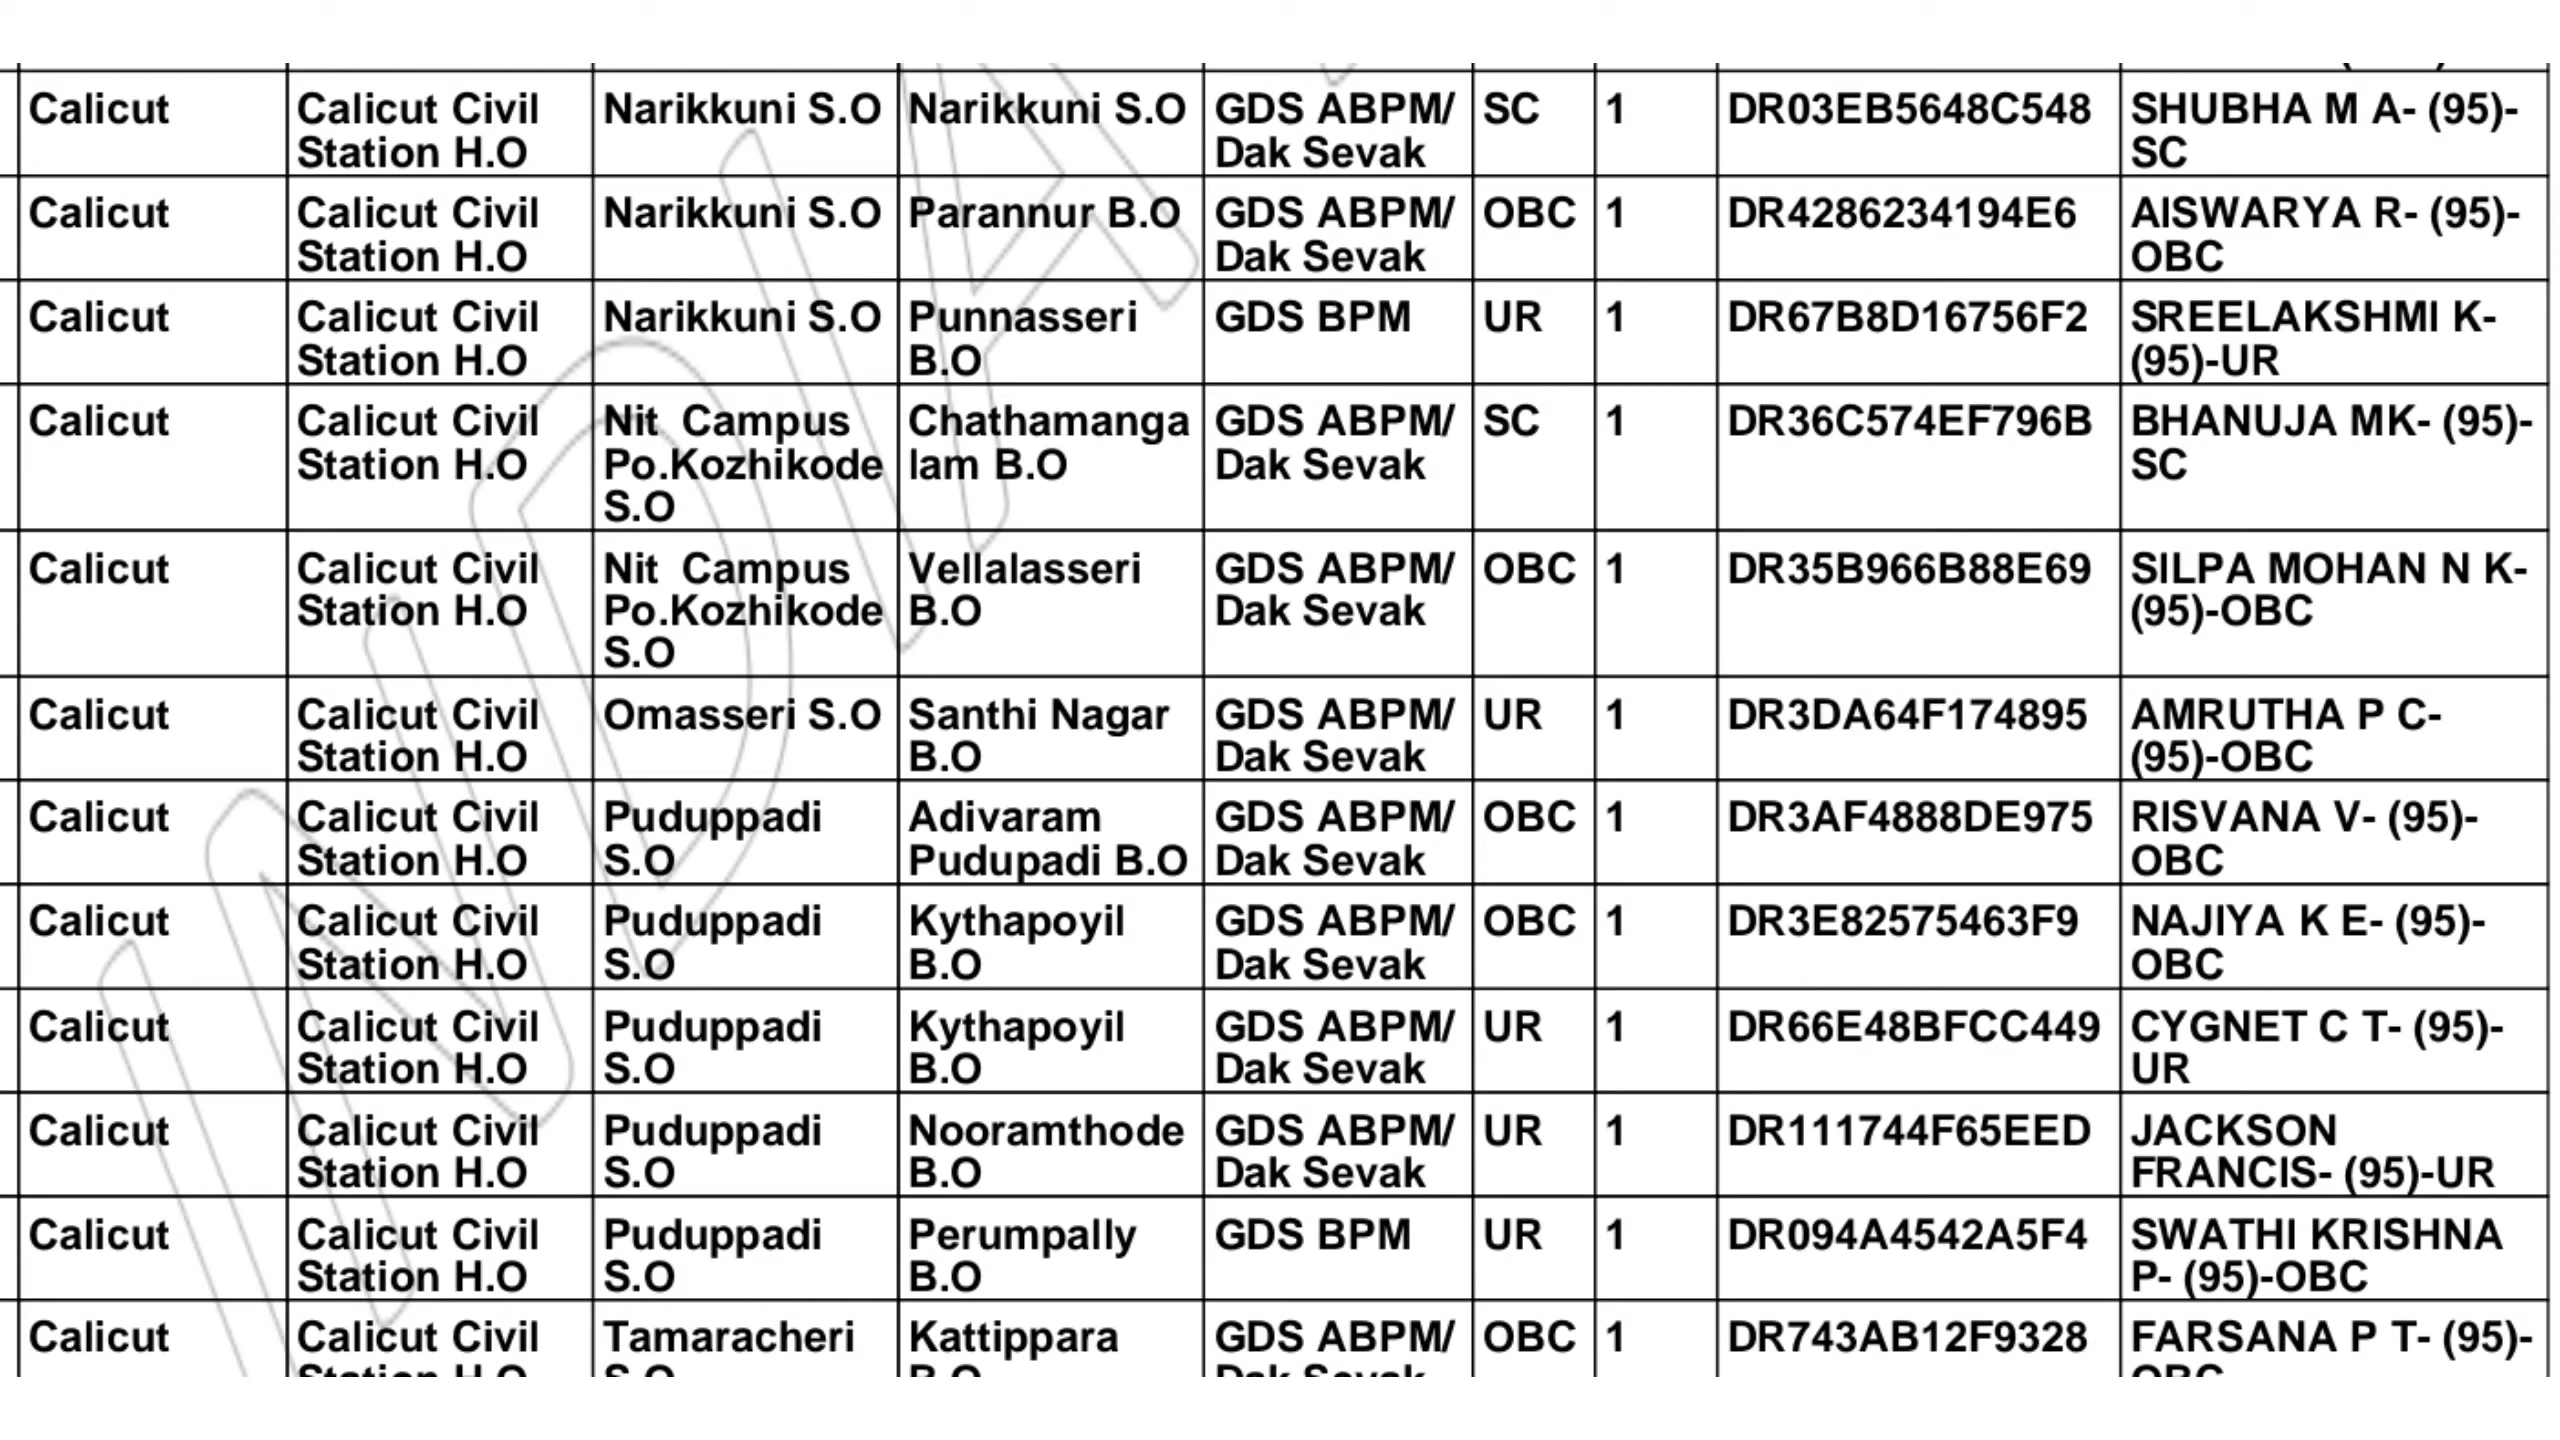 Calicut Calicut Civil Narikkuni S.O Narikkuni S.O GDS ABPM/ SC 1 DR03EB5648C548 SHUBHA M A- (95)-
Station H.O Dak Sevak SC
Calicut Calicut Civil Narikkuni S.O Parannur B.O GDS ABPM/ OBC 1 DR4286234194E6 AISWARYA R- (95)-
Station H.O Dak Sevak OBC
Calicut Calicut Civil Narikkuni S.O Punnasseri GDS BPM UR 1 DR67B8D16756F2 SREELAKSHMI K-
Station H.O B.O (95)-UR
Calicut Calicut Civil Nit Campus Chathamanga GDS ABPM/ SC 1 DR36C574EF796B BHANUJA MK- (95)-
Station H.O Po.Kozhikode lam B.O Dak Sevak SC
S.O
Calicut Calicut Civil Nit Campus Vellalasseri GDS ABPM/ OBC 1 DR35B966B88E69 SILPA MOHAN N K-
Station H.O Po.Kozhikode B.O Dak Sevak (95)-OBC
S.O
Calicut Calicut Civil Omasseri S.O Santhi Nagar GDS ABPM/ UR 1 DR3DA64F174895 AMRUTHA P C-
Station H.O B.O Dak Sevak (95)-OBC
Calicut Calicut Civil Puduppadi Adivaram GDS ABPM/ OBC 1 DR3AF4888DE975 RISVANA V- (95)-
Station H.O S.O Pudupadi B.O Dak Sevak OBC
Calicut Calicut Civil Puduppadi Kythapoyil GDS ABPM/ OBC 1 DR3E82575463F9 NAJIYA K E- (95)-
Station H.O S.O B.O Dak Sevak OBC
Calicut Calicut Civil Puduppadi Kythapoyil GDS ABPM/ UR 1 DR66E48BFCC449 CYGNET C T- (95)-
Station H.O S.O B.O Dak Sevak UR
Calicut Calicut Civil Puduppadi Nooramthode GDS ABPM/ UR 1 DR111744F65EED JACKSON
Station H.O S.O B.O Dak Sevak FRANCIS- (95)-UR
Calicut Calicut Civil Puduppadi Perumpally GDS BPM UR 1 DR094A4542A5F4 SWATHI KRISHNA
Station H.O S.O B.O P- (95)-OBC
Calicut Calicut Civil Tamaracheri Kattippara GDS ABPM/ OBC 1 DR743AB12F9328 FARSANA P T- (95)-